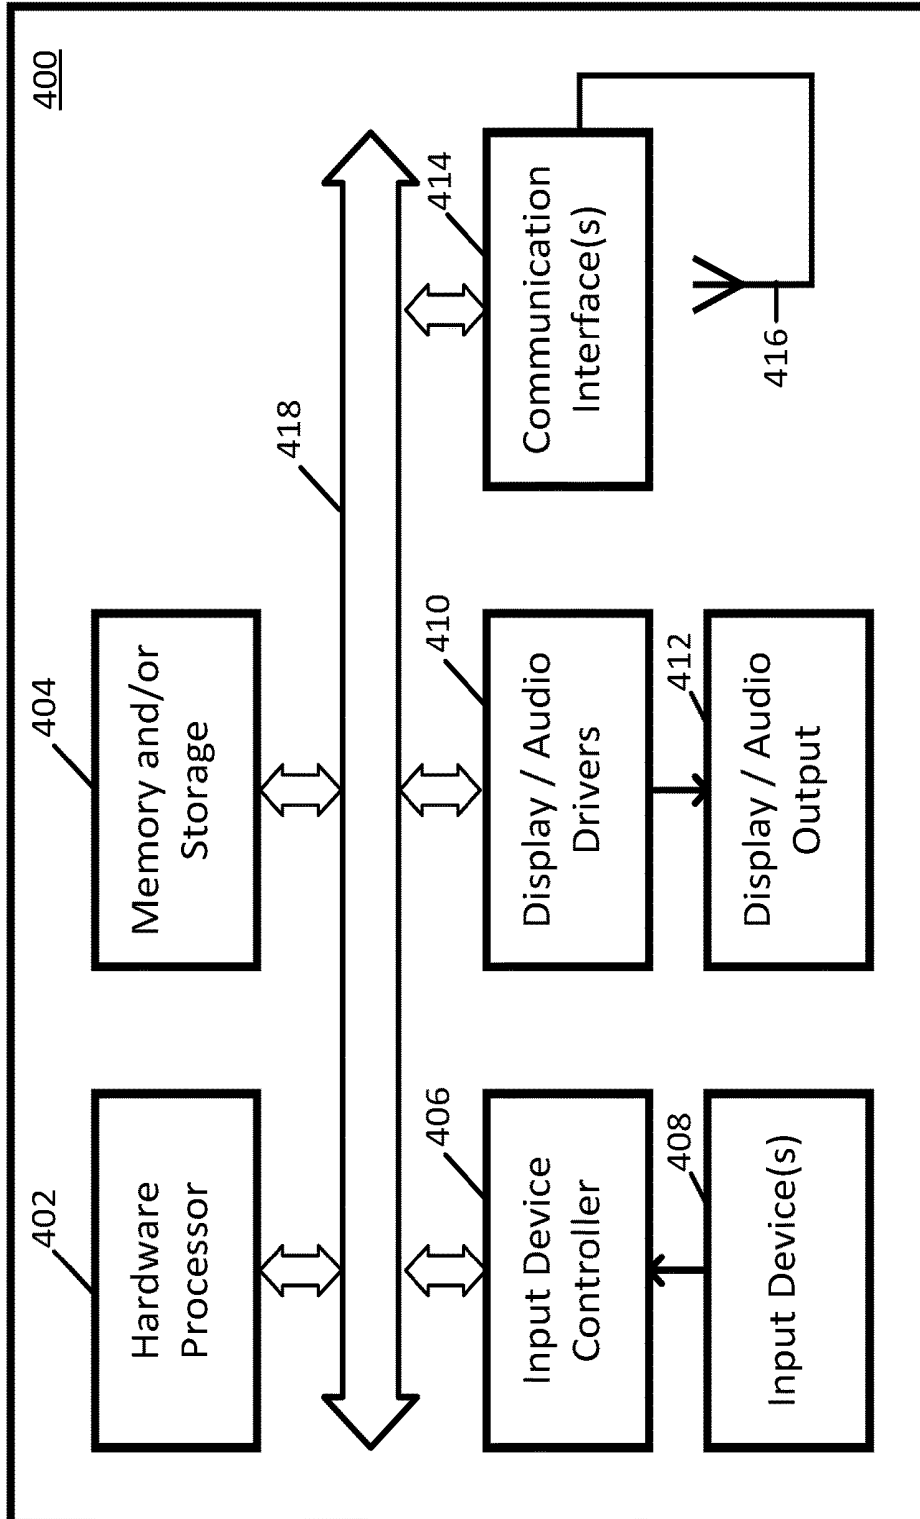 400
402
Hardware
Processor
404
Memory and/or
Storage
418
406
Input Device
Controller
410
Display / Audio
Drivers
414
Communication
Interface(s)
408
Input Device(s)
412
Display / Audio
Output
416